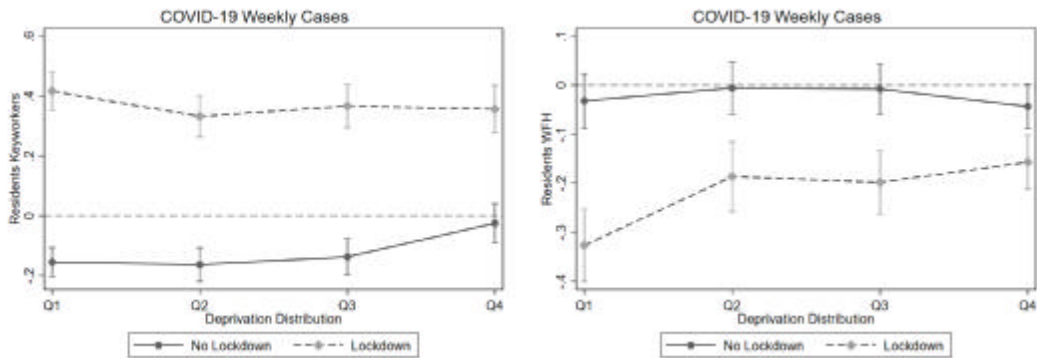 COVID-19 Weekly Cases
Residents Keyworkers
.6
.4
.2
0
-.2
Q1 Q2 Q3 Q4
Deprivation Distribution
No Lockdown Lockdown
COVID-19 Weekly Cases
Residents WFH
.1
0
-.1
-.2
-.3
-.4
Q1 Q2 Q3 Q4
Deprivation Distribution
No Lockdown Lockdown